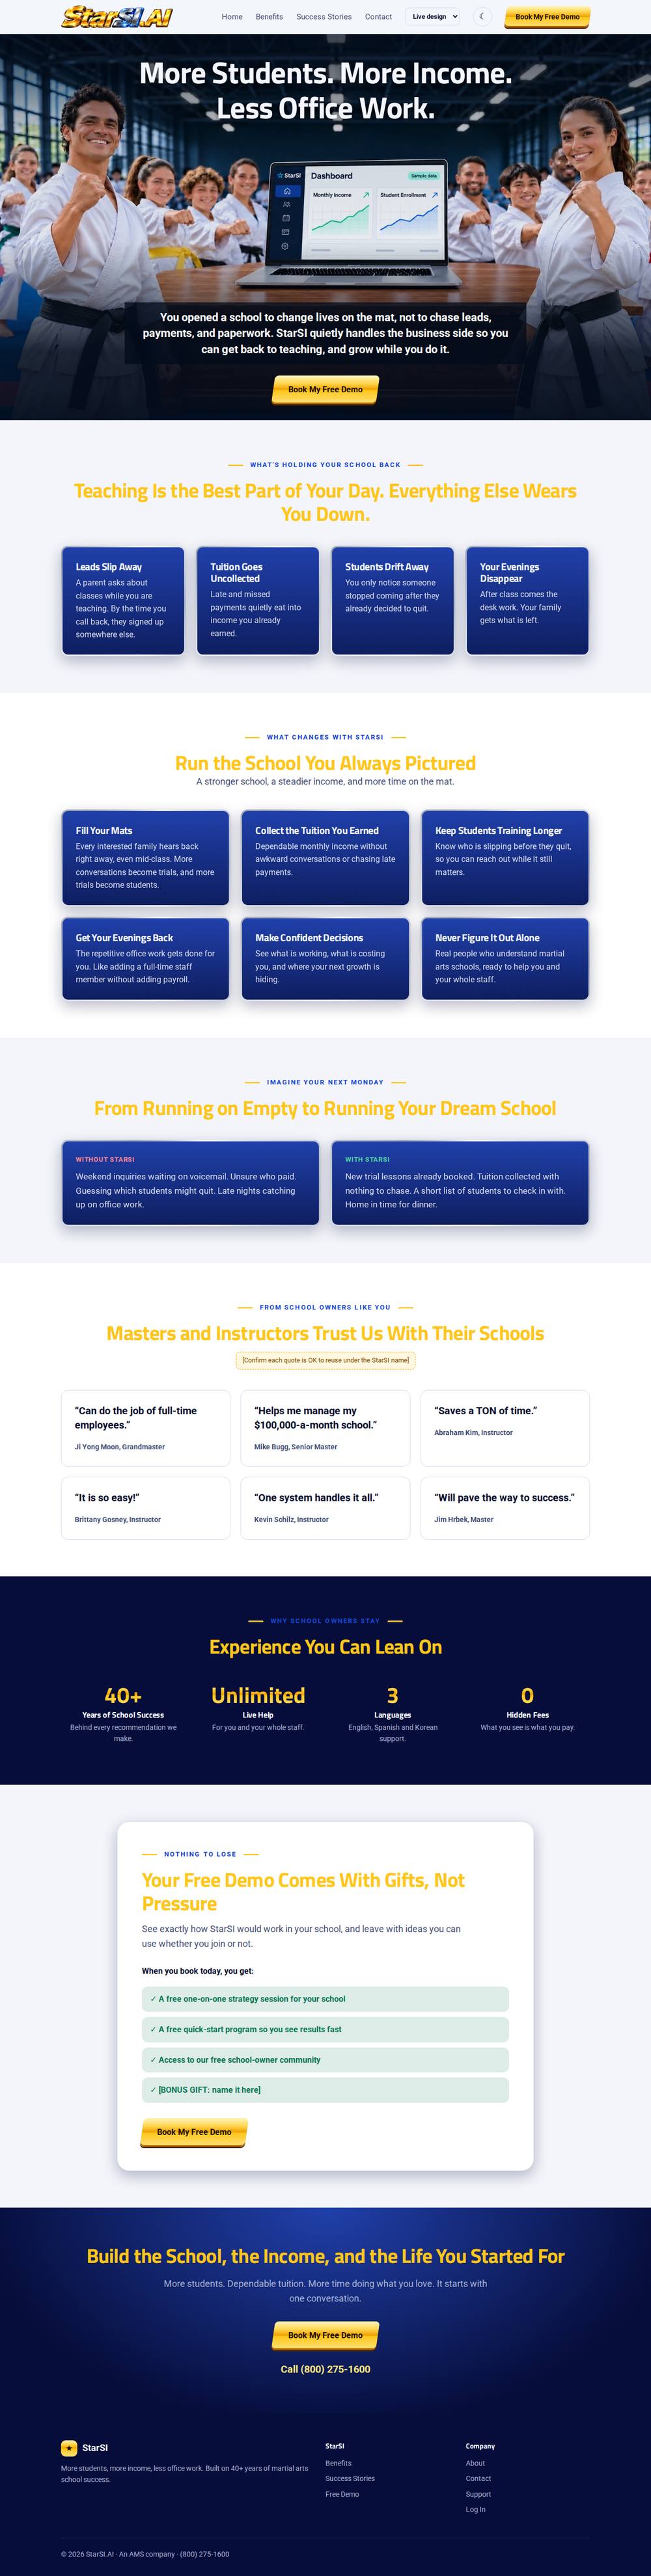 StarSI.AI
Home
Benefits
Success Stories
Contact
Live design
Book My Free Demo
More Students. More Income.
Less Office Work.
StarSI
Dashboard
Sample data
Monthly Income
Student Enrollment
You opened a school to change lives on the mat, not to chase leads,
payments, and paperwork. StarSI quietly handles the business side so you
can get back to teaching, and grow while you do it.
Book My Free Demo
WHAT'S HOLDING YOUR SCHOOL BACK
Teaching Is the Best Part of Your Day. Everything Else Wears
You Down.
Leads Slip Away
A parent asks about
classes while you are
teaching. By the time you
call back, they signed up
somewhere else.
Tuition Goes
Uncollected
Late and missed
payments quietly eat into
income you already
earned.
Students Drift Away
You only notice someone
stopped coming after they
already decided to quit.
Your Evenings
Disappear
After class comes the
desk work. Your family
gets what is left.
WHAT CHANGES WITH STARSI
Run the School You Always Pictured
A stronger school, a steadier income, and more time on the mat.
Fill Your Mats
Every interested family hears back
right away, even mid-class. More
conversations become trials, and more
trials become students.
Collect the Tuition You Earned
Dependable monthly income without
awkward conversations or chasing late
payments.
Keep Students Training Longer
Know who is slipping before they quit,
so you can reach out while it still
matters.
Get Your Evenings Back
The repetitive office work gets done for
you. Like adding a full-time staff
member without adding payroll.
Make Confident Decisions
See what is working, what is costing
you, and where your next growth is
hiding.
Never Figure It Out Alone
Real people who understand martial
arts schools, ready to help you and
your whole staff.
IMAGINE YOUR NEXT MONDAY
From Running on Empty to Running Your Dream School
WITHOUT STARSI
Weekend inquiries waiting on voicemail. Unsure who paid.
Guessing which students might quit. Late nights catching
up on office work.
WITH STARSI
New trial lessons already booked. Tuition collected with
nothing to chase. A short list of students to check in with.
Home in time for dinner.
FROM SCHOOL OWNERS LIKE YOU
Masters and Instructors Trust Us With Their Schools
[Confirm each quote is OK to reuse under the StarSI name]
“Can do the job of full-time
employees.”
Ji Yong Moon, Grandmaster
“Helps me manage my
$100,000-a-month school.”
Mike Bugg, Senior Master
“Saves a TON of time.”
Abraham Kim, Instructor
“It is so easy!”
Brittany Gosney, Instructor
“One system handles it all.”
Kevin Schilz, Instructor
“Will pave the way to success.”
Jim Hrbek, Master
WHY SCHOOL OWNERS STAY
Experience You Can Lean On
40+
Years of School Success
Behind every recommendation we
make.
Unlimited
Live Help
For you and your whole staff.
3
Languages
English, Spanish and Korean
support.
0
Hidden Fees
What you see is what you pay.
NOTHING TO LOSE
Your Free Demo Comes With Gifts, Not
Pressure
See exactly how StarSI would work in your school, and leave with ideas you can
use whether you join or not.
When you book today, you get:
✓ A free one-on-one strategy session for your school
✓ A free quick-start program so you see results fast
✓ Access to our free school-owner community
✓ [BONUS GIFT: name it here]
Book My Free Demo
Build the School, the Income, and the Life You Started For
More students. Dependable tuition. More time doing what you love. It starts with
one conversation.
Book My Free Demo
Call (800) 275-1600
StarSI
More students, more income, less office work. Built on 40+ years of martial arts
school success.
StarSI
Benefits
Success Stories
Free Demo
Company
About
Contact
Support
Log In
© 2026 StarSI.AI · An AMS company · (800) 275-1600